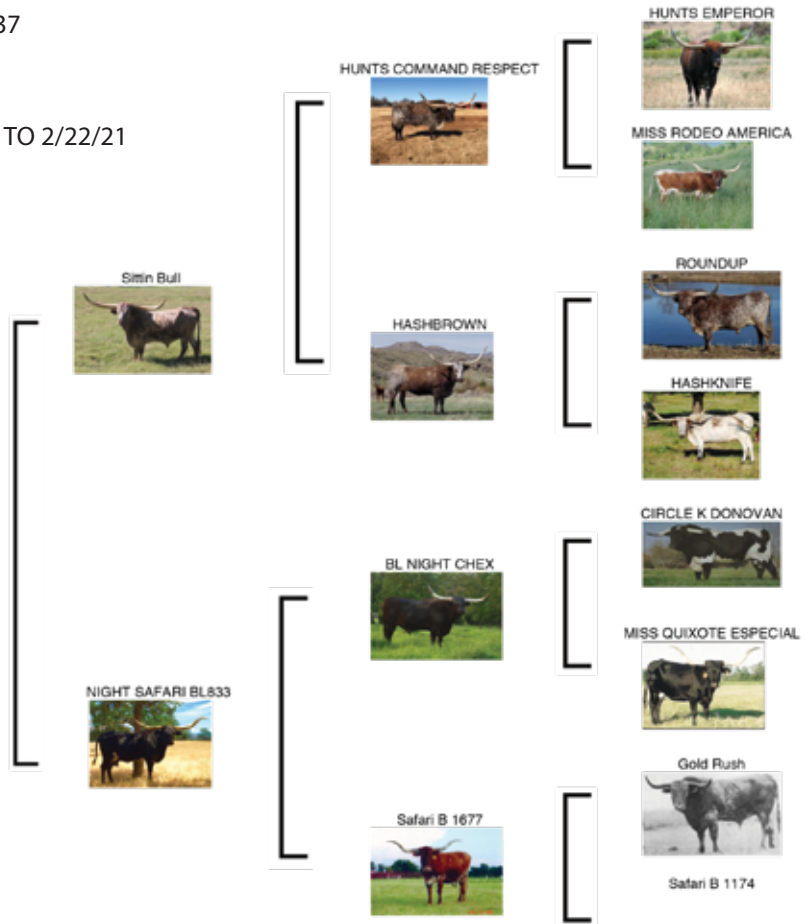 37
TO 2/22/21
HUNTS EMPEROR
HUNTS COMMAND RESPECT
MISS RODEO AMERICA
Sittin Bull
ROUNDUP
HASHBROWN
HASHKNIFE
CIRCLE K DONOVAN
BL NIGHT CHEX
MISS QUIXOTE ESPECIAL
NIGHT SAFARI BL833
Gold Rush
Safari B 1677
Safari B 1174